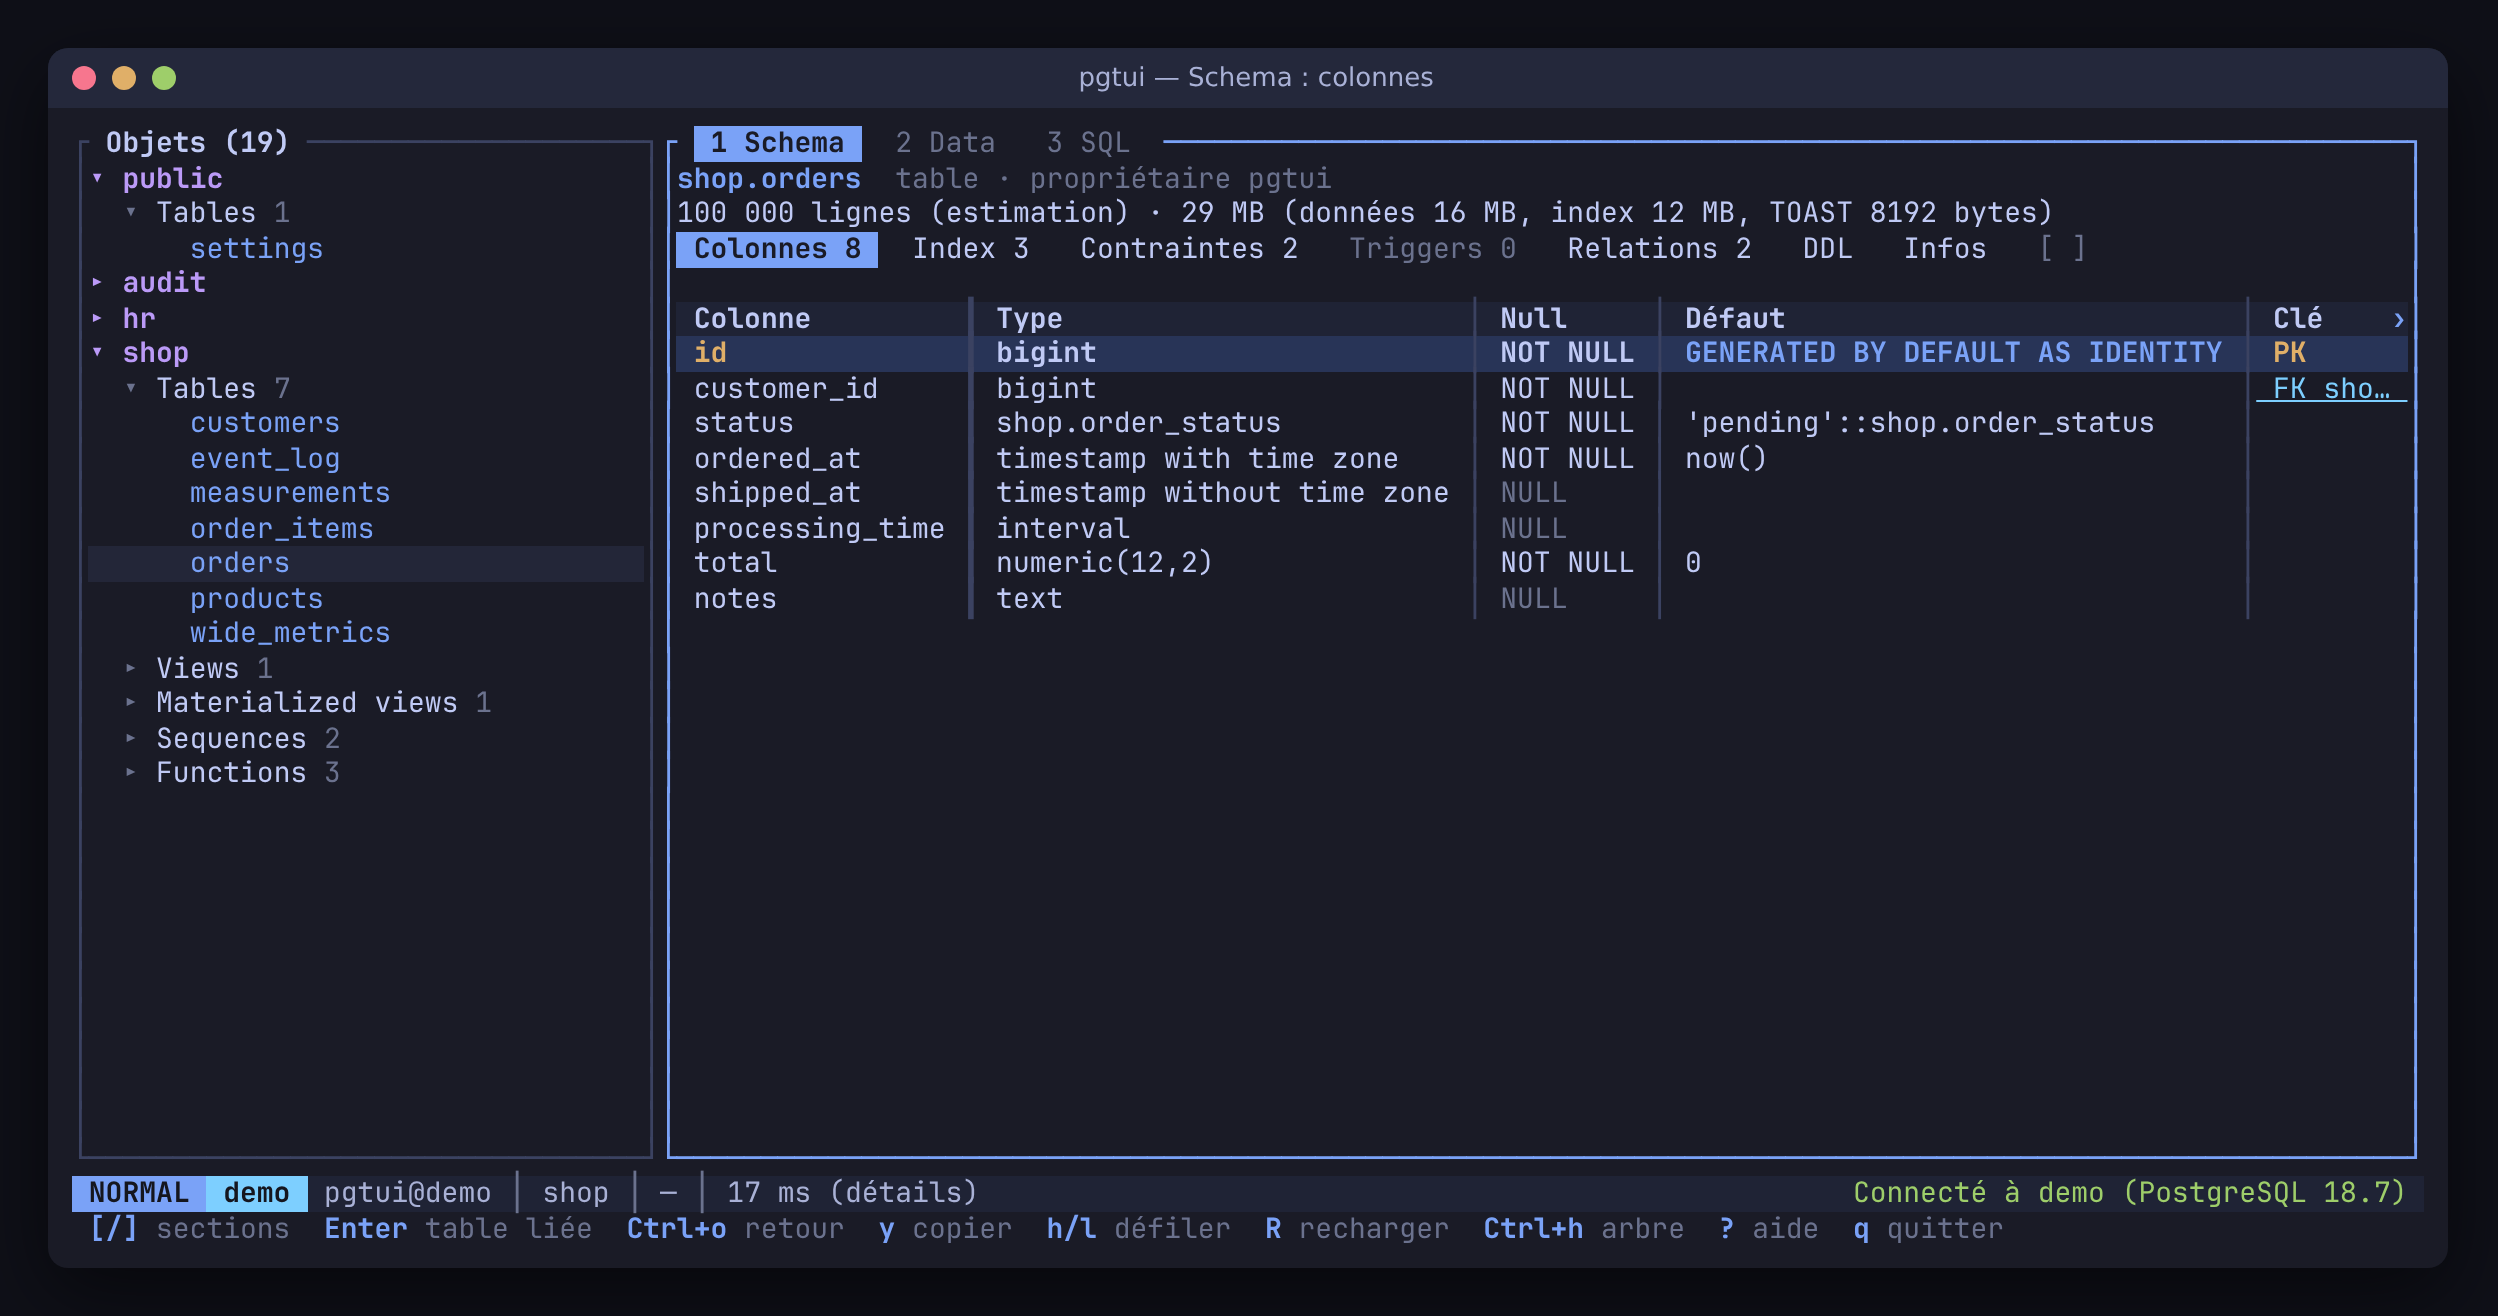 pgtui — Schema : colonnes
Objets (19)
▾ public
▾ Tables 1
settings
▸ audit
▸ hr
▾ shop
▾ Tables 7
customers
event_log
measurements
order_items
orders
products
wide_metrics
▸ Views 1
▸ Materialized views 1
▸ Sequences 2
▸ Functions 3
1 Schema 2 Data 3 SQL
shop.orders table · propriétaire pgtui
100 000 lignes (estimation) · 29 MB (données 16 MB, index 12 MB, TOAST 8192 bytes)
Colonnes 8 Index 3 Contraintes 2 Triggers 0 Relations 2 DDL Infos [ ]
Colonne Type Null Défaut Clé ›
id bigint NOT NULL GENERATED BY DEFAULT AS IDENTITY PK
customer_id bigint NOT NULL FK sho…
status shop.order_status NOT NULL 'pending'::shop.order_status
ordered_at timestamp with time zone NOT NULL now()
shipped_at timestamp without time zone NULL
processing_time interval NULL
total numeric(12,2) NOT NULL 0
notes text NULL
NORMAL demo pgtui@demo │ shop │ — │ 17 ms (détails) Connecté à demo (PostgreSQL 18.7)
[/] sections Enter table liée Ctrl+o retour y copier h/l défiler R recharger Ctrl+h arbre ? aide q quitter